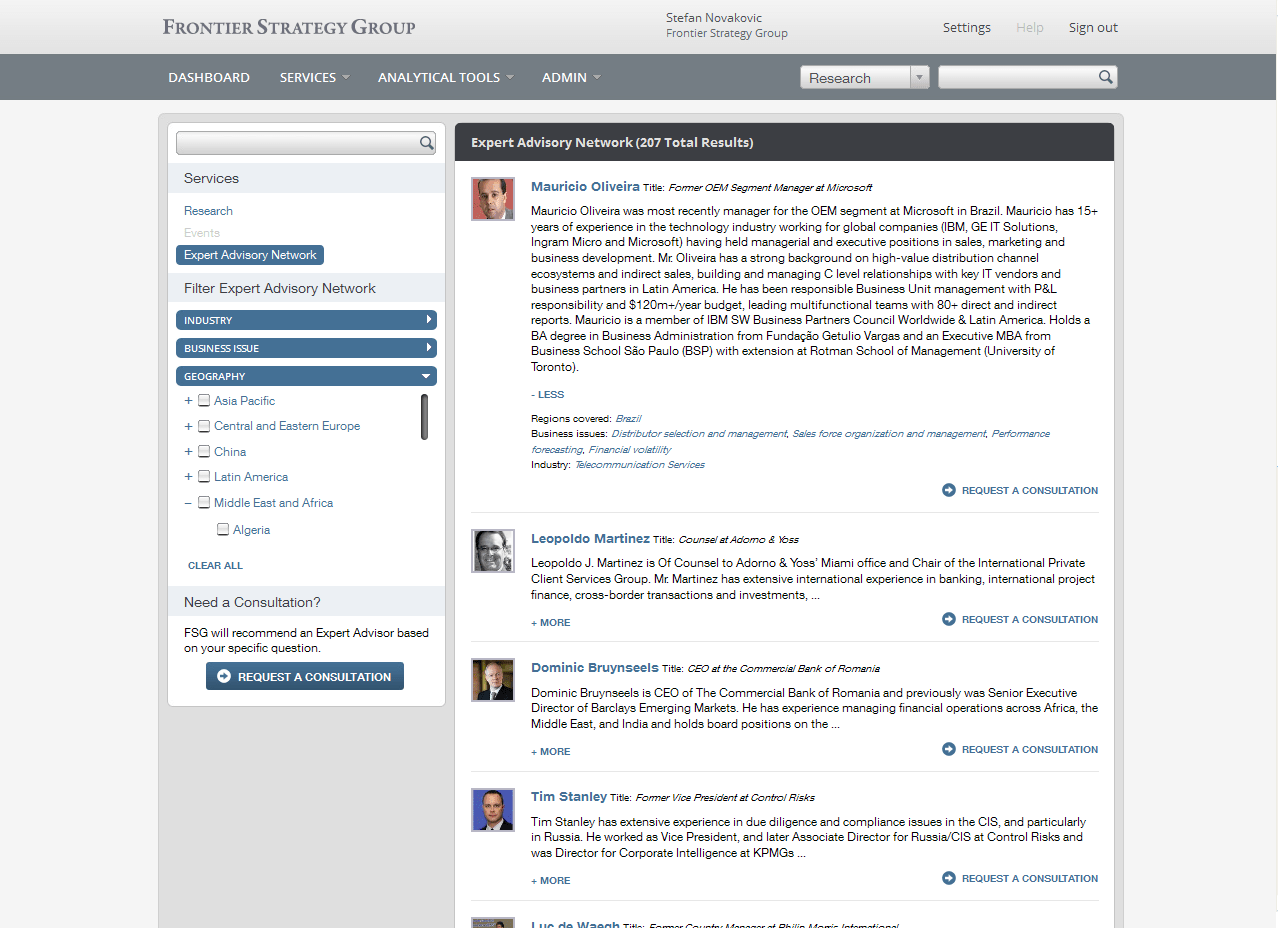 FRONTIER STRATEGY GROUP
Stefan Novakovic
Frontier Strategy Group
Settings
Help
Sign out
DASHBOARD
SERVICES
ANALYTICAL TOOLS
ADMIN
Research
Services
Research
Events
Expert Advisory Network
Filter Expert Advisory Network
INDUSTRY
BUSINESS ISSUE
GEOGRAPHY
+ Asia Pacific
+ Central and Eastern Europe
+ China
+ Latin America
– Middle East and Africa
Algeria
CLEAR ALL
Need a Consultation?
FSG will recommend an Expert Advisor based
on your specific question.
REQUEST A CONSULTATION
Expert Advisory Network (207 Total Results)
Mauricio Oliveira Title: Former OEM Segment Manager at Microsoft
Mauricio Oliveira was most recently manager for the OEM segment at Microsoft in Brazil. Mauricio has 15+
years of experience in the technology industry working for global companies (IBM, GE IT Solutions,
Ingram Micro and Microsoft) having held managerial and executive positions in sales, marketing and
business development. Mr. Oliveira has a strong background on high-value distribution channel
ecosystems and indirect sales, building and managing C level relationships with key IT vendors and
business partners in Latin America. He has been responsible Business Unit management with P&L
responsibility and $120m+/year budget, leading multifunctional teams with 80+ direct and indirect
reports. Mauricio is a member of IBM SW Business Partners Council Worldwide & Latin America. Holds a
BA degree in Business Administration from Fundação Getulio Vargas and an Executive MBA from
Business School São Paulo (BSP) with extension at Rotman School of Management (University of
Toronto).
- LESS
Regions covered: Brazil
Business issues: Distributor selection and management, Sales force organization and management, Performance
forecasting, Financial volatility
Industry: Telecommunication Services
REQUEST A CONSULTATION
Leopoldo Martinez Title: Counsel at Adorno & Yoss
Leopoldo J. Martinez is Of Counsel to Adorno & Yoss’ Miami office and Chair of the International Private
Client Services Group. Mr. Martinez has extensive international experience in banking, international project
finance, cross-border transactions and investments, ...
+ MORE
REQUEST A CONSULTATION
Dominic Bruynseels Title: CEO at the Commercial Bank of Romania
Dominic Bruynseels is CEO of The Commercial Bank of Romania and previously was Senior Executive
Director of Barclays Emerging Markets. He has experience managing financial operations across Africa, the
Middle East, and India and holds board positions on the ...
+ MORE
REQUEST A CONSULTATION
Tim Stanley Title: Former Vice President at Control Risks
Tim Stanley has extensive experience in due diligence and compliance issues in the CIS, and particularly
in Russia. He worked as Vice President, and later Associate Director for Russia/CIS at Control Risks and
was Director for Corporate Intelligence at KPMGs ...
+ MORE
REQUEST A CONSULTATION
Luc de Waegh Title: Former Country Manager at Philip Morris International